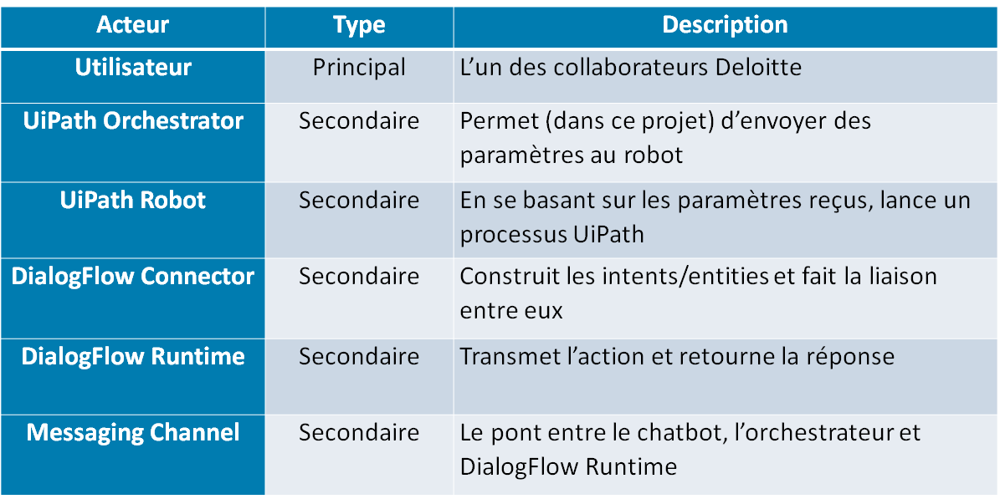 Acteur Type Description
Utilisateur Principal L’un des collaborateurs Deloitte
UiPath Orchestrator Secondaire Permet (dans ce projet) d’envoyer des
paramètres au robot
UiPath Robot Secondaire En se basant sur les paramètres reçus, lance un
processus UiPath
DialogFlow Connector Secondaire Construit les intents/entities et fait la liaison
entre eux
DialogFlow Runtime Secondaire Transmet l’action et retourne la réponse
Messaging Channel Secondaire Le pont entre le chatbot, l’orchestrateur et
DialogFlow Runtime